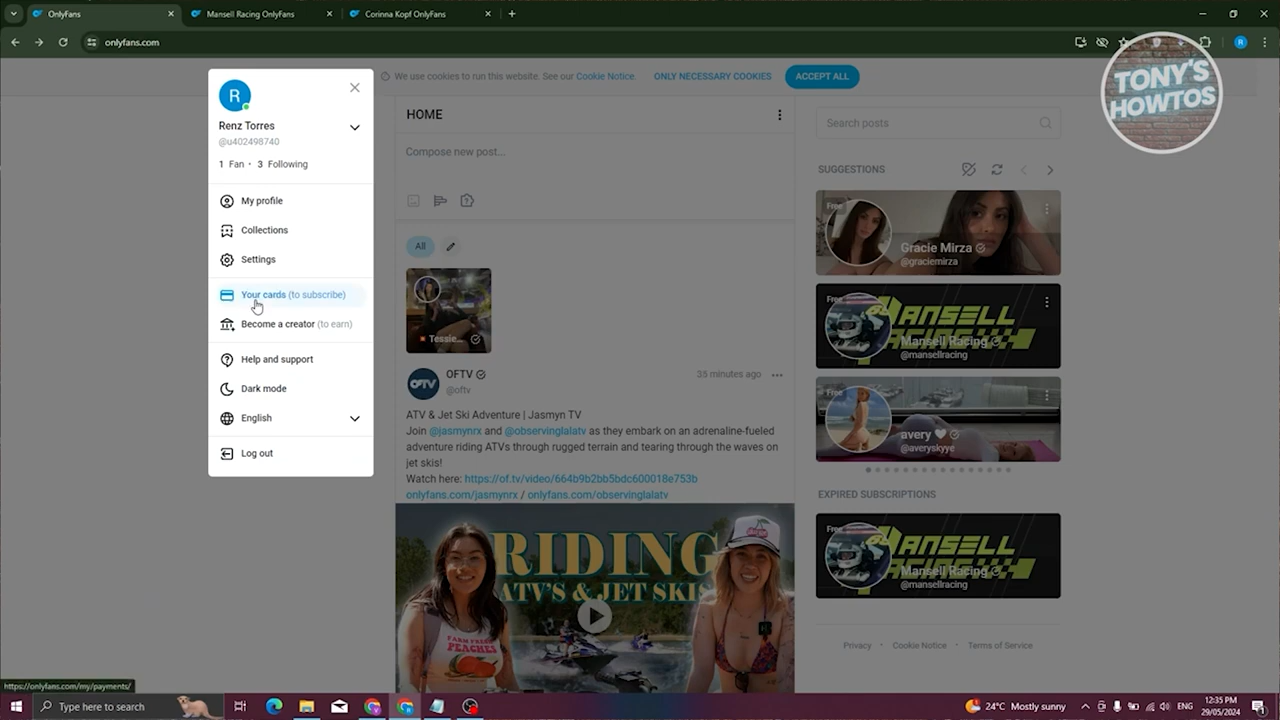 OnlyFans
Mansell Racing OnlyFans
Corinna Kopf OnlyFans
onlyfans.com
TONY'S
HOWTOS
We use cookies to run this website. See our Cookie Notice.
ONLY NECESSARY COOKIES
ACCEPT ALL
R
Renz Torres
@u402498740
1 Fan · 3 Following
My profile
Collections
Settings
Your cards (to subscribe)
Become a creator (to earn)
Help and support
Dark mode
English
Log out
HOME
Compose new post...
All
Tessie...
OFTV
@oftv
35 minutes ago
ATV & Jet Ski Adventure | Jasmyn TV
Join @jasmynrx and @observinglalatv as they embark on an adrenaline-fueled
adventure riding ATVs through rugged terrain and tearing through the waves on
jet skis!
Watch here: https://of.tv/video/664b9b2bb5bdc600018e753b
onlyfans.com/jasmynrx / onlyfans.com/observinglalatv
RIDING
ATV'S & JET SKIS
FARM FRESH
PEACHES
Search posts
SUGGESTIONS
Free
Gracie Mirza
@graciemirza
Free
MANSELL
RACING
Mansell Racing
@mansellracing
Free
avery
@averyskyye
EXPIRED SUBSCRIPTIONS
Free
MANSELL
RACING
Mansell Racing
@mansellracing
Privacy · Cookie Notice · Terms of Service
https://onlyfans.com/my/payments/
Type here to search
24°C Mostly sunny
ENG
12:35 PM
29/05/2024